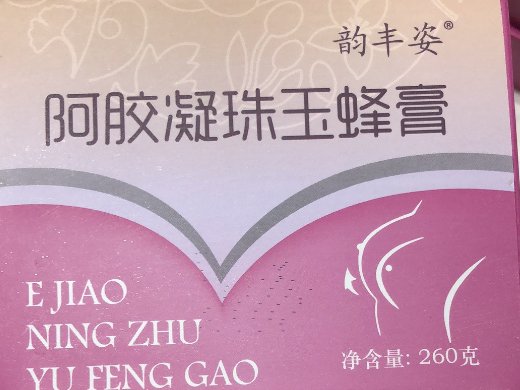 韵丰姿®
阿胶凝珠玉蜂膏
E JIAO
NING ZHU
YU FENG GAO
净含量: 260克